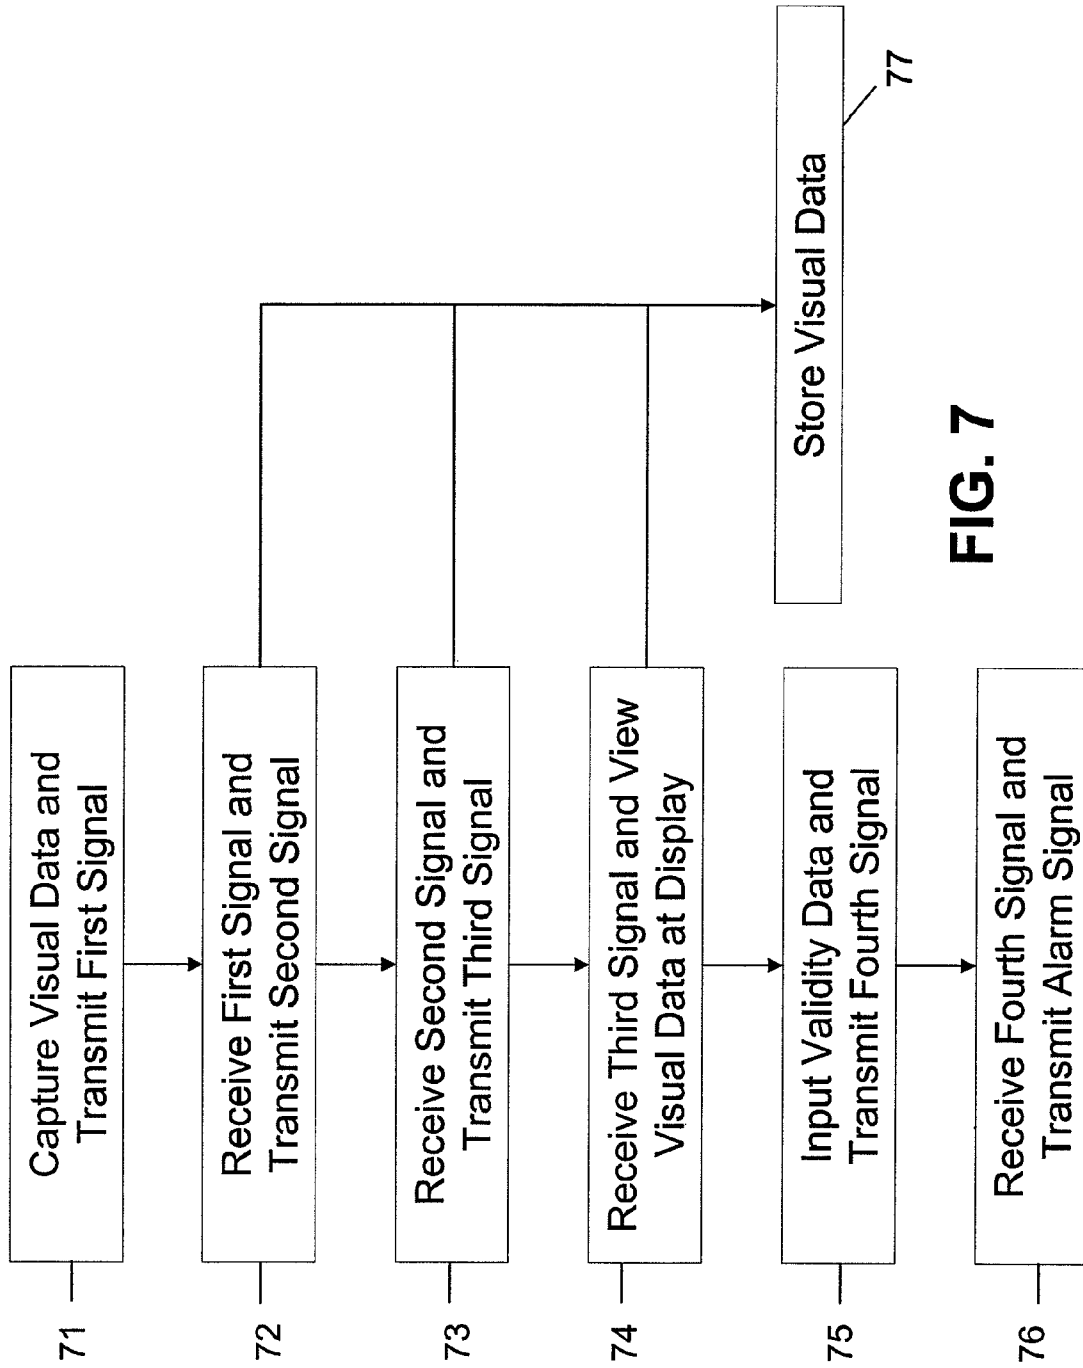 71
Capture Visual Data and
Transmit First Signal
72
Receive First Signal and
Transmit Second Signal
73
Receive Second Signal and
Transmit Third Signal
74
Receive Third Signal and View
Visual Data at Display
75
Input Validity Data and
Transmit Fourth Signal
76
Receive Fourth Signal and
Transmit Alarm Signal
Store Visual Data
77
FIG. 7